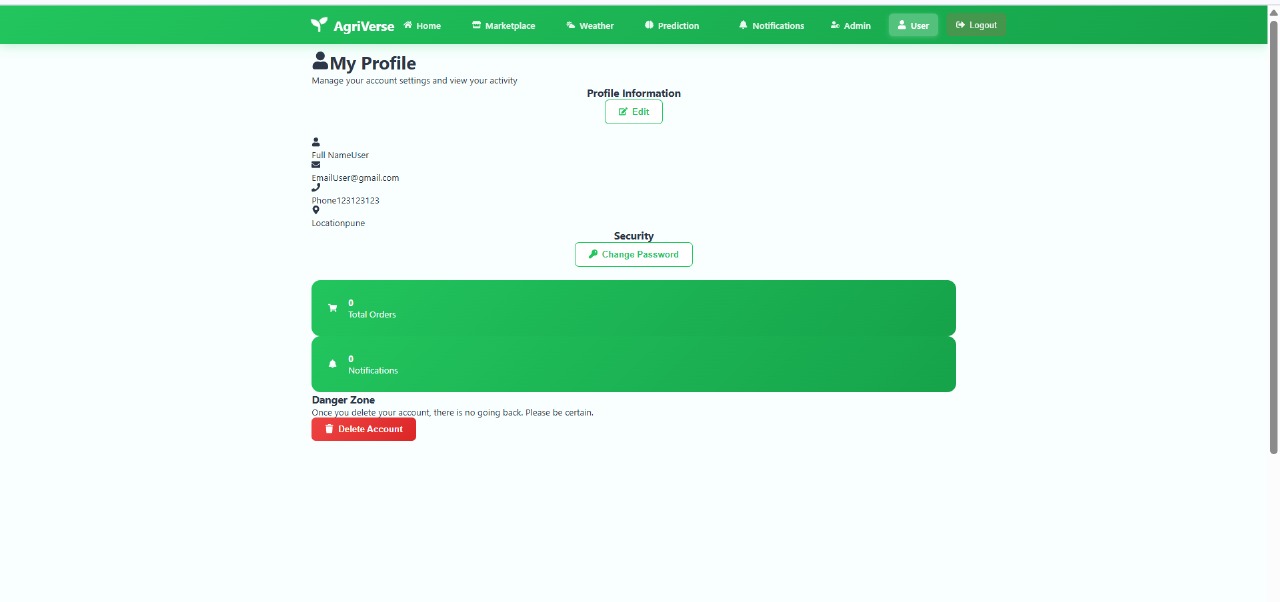 AgriVerse Home Marketplace Weather Prediction Notifications Admin User Logout
My Profile
Manage your account settings and view your activity
Profile Information
Edit
Full NameUser
EmailUser@gmail.com
Phone123123123
Locationpune
Security
Change Password
0
Total Orders
0
Notifications
Danger Zone
Once you delete your account, there is no going back. Please be certain.
Delete Account